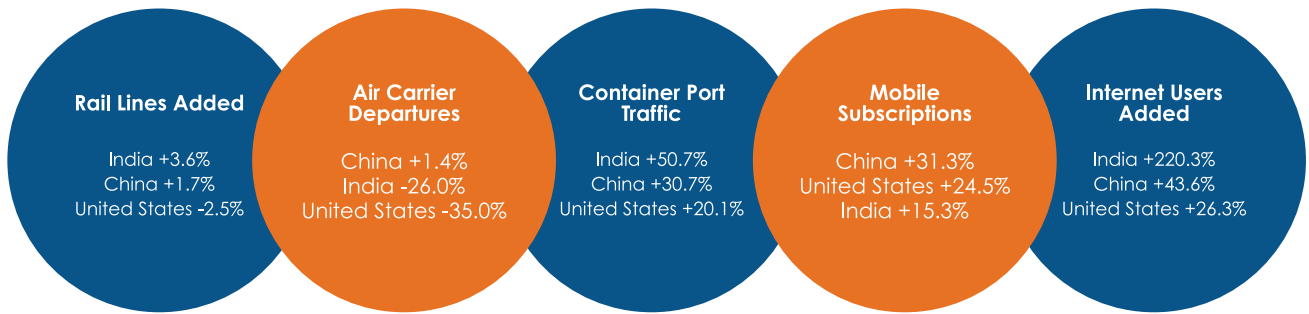 Rail Lines Added
India +3.6%
China +1.7%
United States -2.5%
Air Carrier
Departures
China +1.4%
India -26.0%
United States -35.0%
Container Port
Traffic
India +50.7%
China +30.7%
United States +20.1%
Mobile
Subscriptions
China +31.3%
United States +24.5%
India +15.3%
Internet Users
Added
India +220.3%
China +43.6%
United States +26.3%